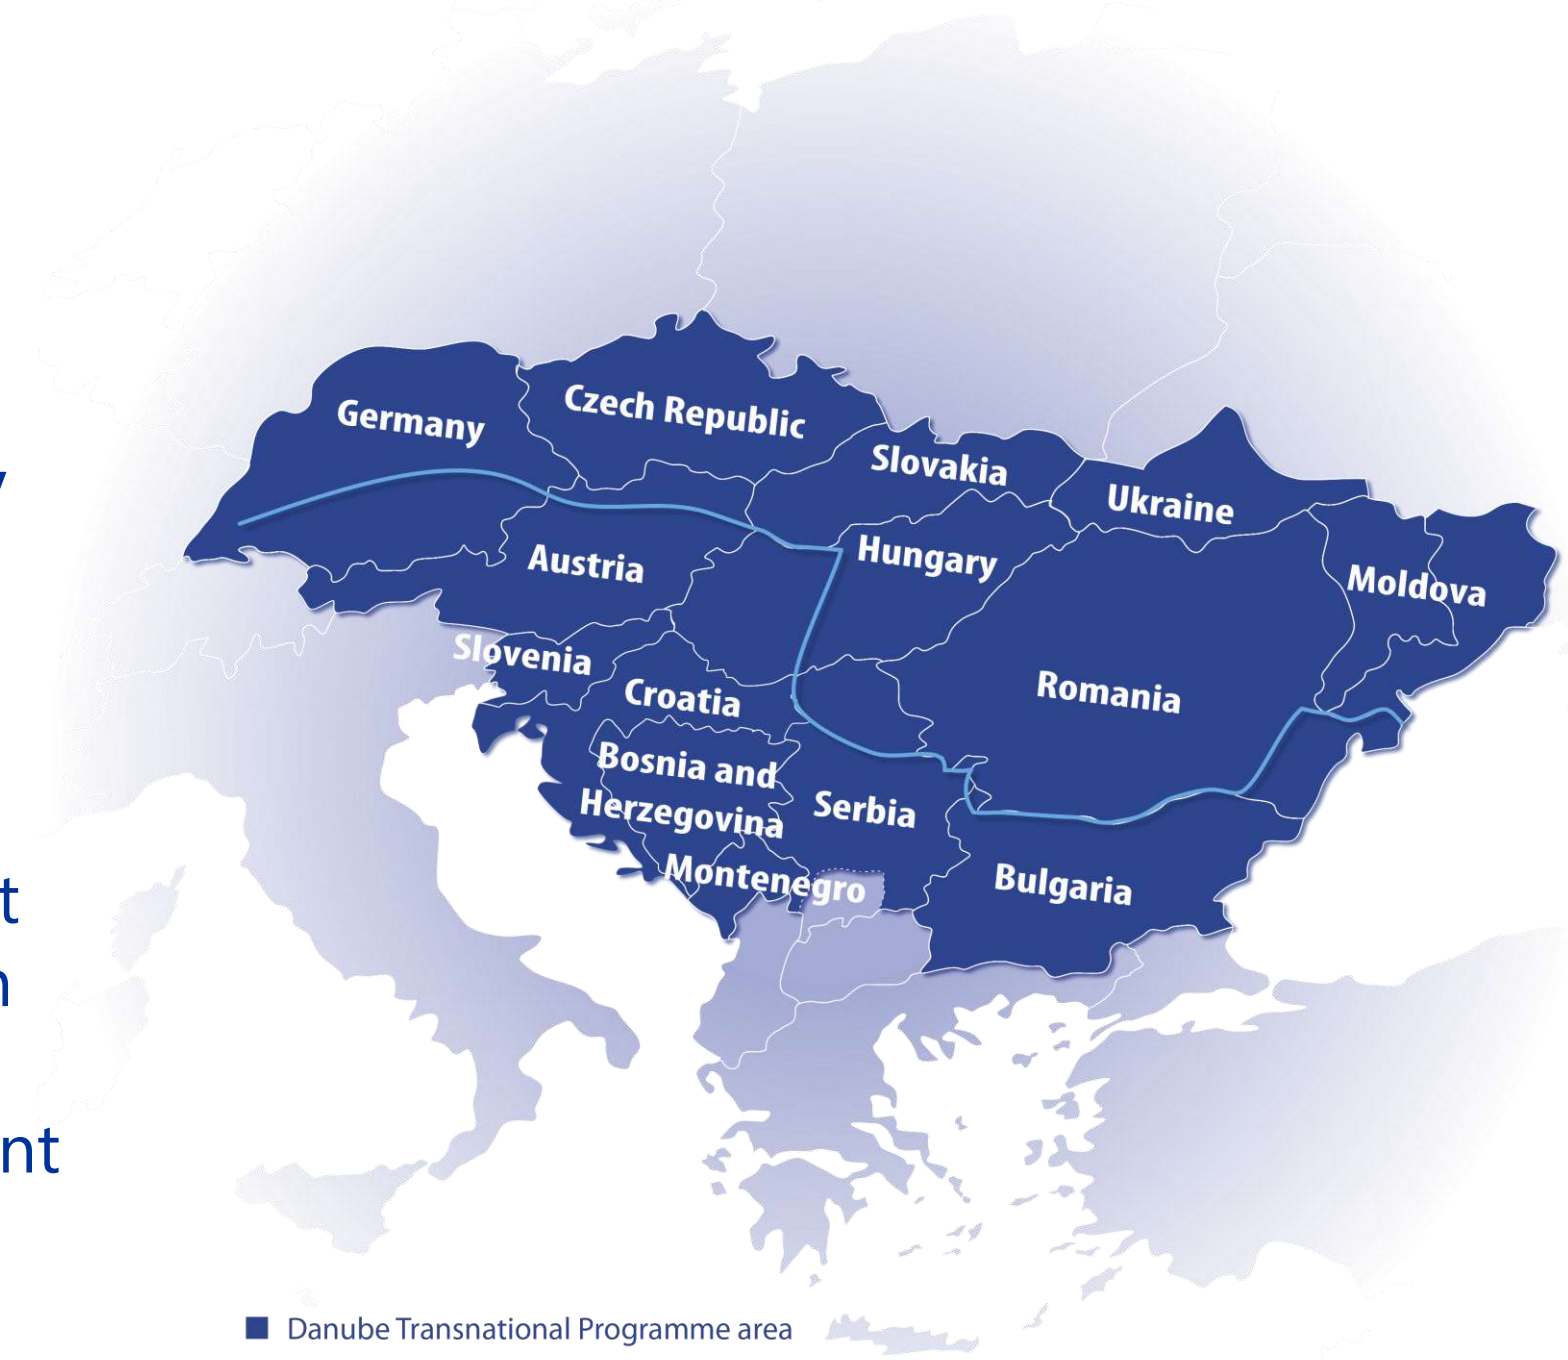 y
t
n
nt
Germany
Czech Republic
Slovakia
Ukraine
Austria
Hungary
Moldova
Slovenia
Croatia
Romania
Bosnia and
Herzegovina
Serbia
Montenegro
Bulgaria
Danube Transnational Programme area